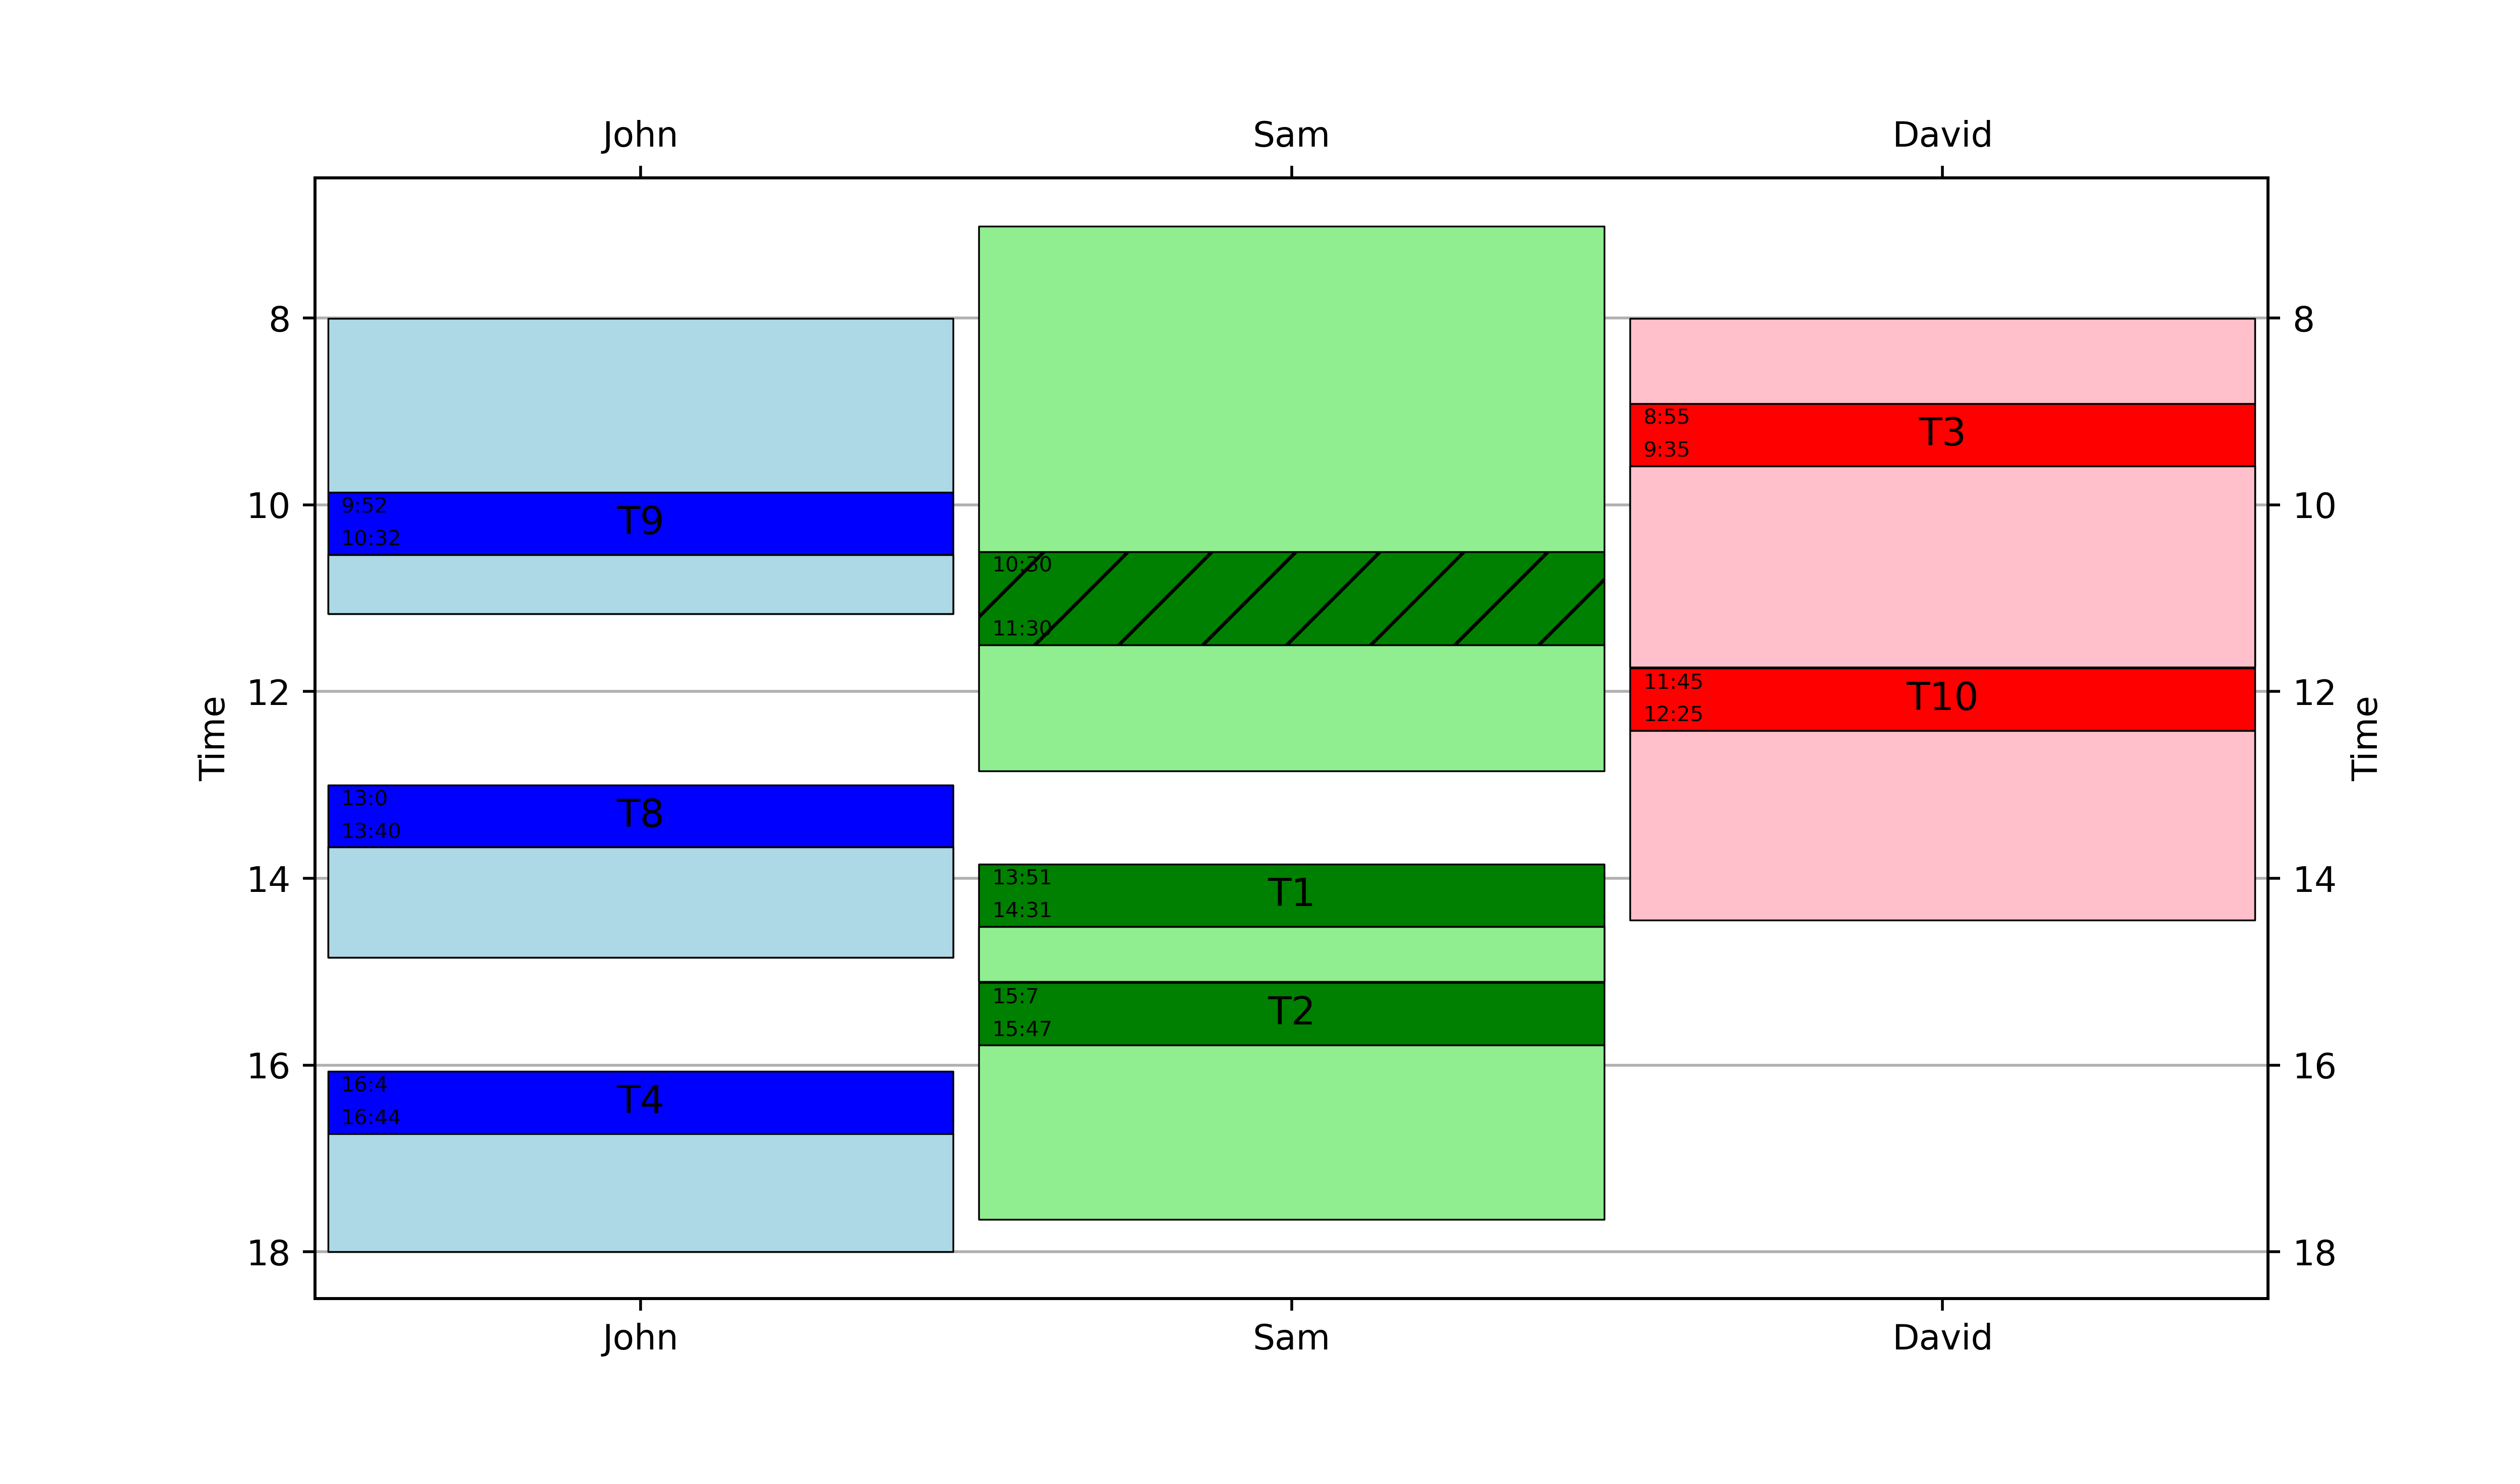 John Sam David
8 8
8:55
T3
9:35
9:52
T9
10 10
10:32
10:30
11:30
11:45
T10
12 12
12:25
Time Time
13:0
T8
13:40
13:51
T1
14 14
14:31
15:7
T2
15:47
16 16
16:4
T4
16:44
18 18
John Sam David